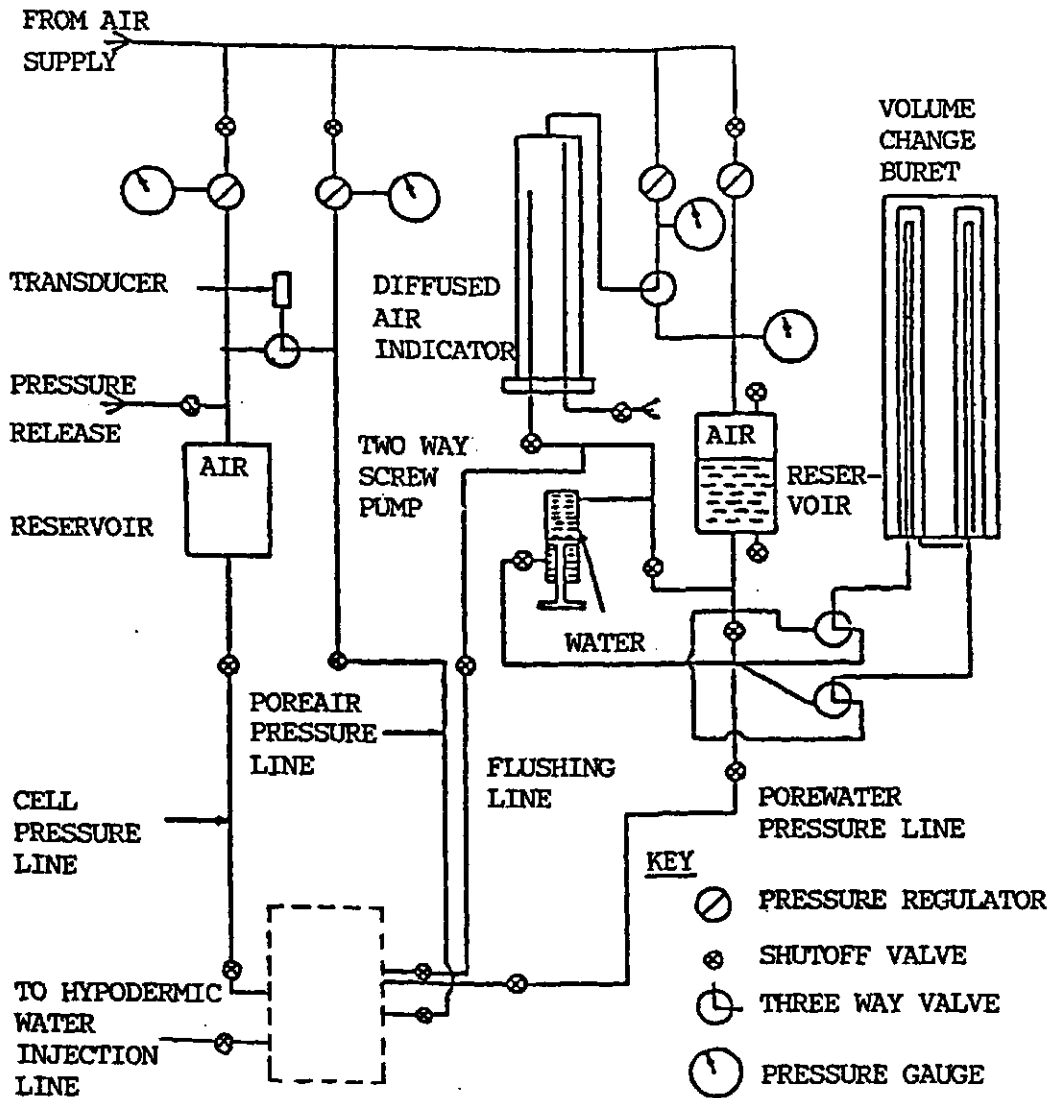 FROM AIR
SUPPLY
VOLUME
CHANGE
BURET
TRANSDUCER
DIFFUSED
AIR
INDICATOR
PRESSURE
RELEASE
AIR
RESERVOIR
TWO WAY
SCREW
PUMP
AIR
RESER-
VOIR
WATER
POREAIR
PRESSURE
LINE
FLUSHING
LINE
CELL
PRESSURE
LINE
POREWATER
PRESSURE LINE
KEY
PRESSURE REGULATOR
SHUTOFF VALVE
THREE WAY VALVE
PRESSURE GAUGE
TO HYPODERMIC
WATER
INJECTION
LINE